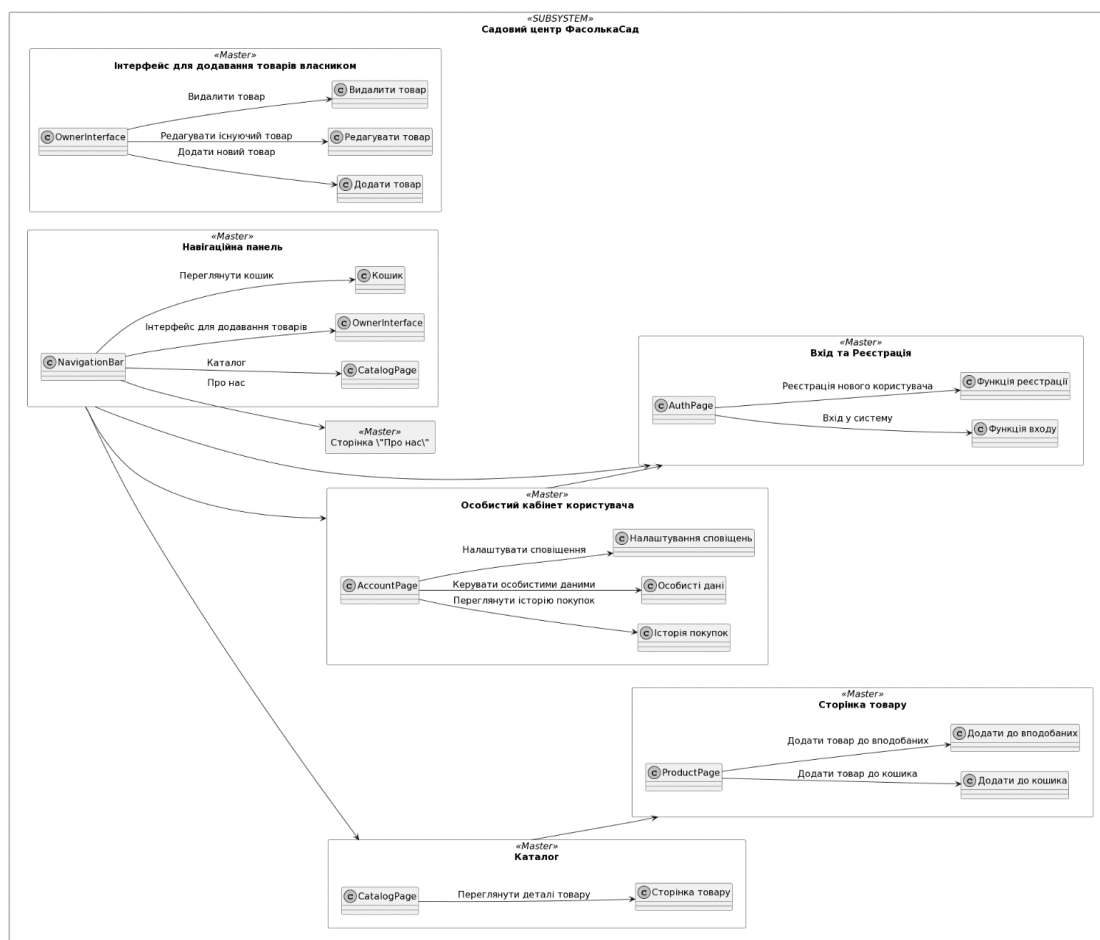 «SUBSYSTEM»
Садовий центр ФасолькаСад
«Master»
Інтерфейс для додавання товарів власником
C Видалити товар
Видалити товар
C OwnerInterface
Редагувати існуючий товар
C Редагувати товар
Додати новий товар
C Додати товар
«Master»
Навігаційна панель
Переглянути кошик
C Кошик
Інтерфейс для додавання товарів
C OwnerInterface
C NavigationBar
Каталог
C CatalogPage
Про нас
«Master»
Сторінка \"Про нас\"
«Master»
Вхід та Реєстрація
C AuthPage
Реєстрація нового користувача
C Функція реєстрації
Вхід у систему
C Функція входу
«Master»
Особистий кабінет користувача
C Налаштування сповіщень
Налаштувати сповіщення
C AccountPage
Керувати особистими даними
C Особисті дані
Переглянути історію покупок
C Історія покупок
«Master»
Сторінка товару
C Додати до вподобаних
Додати товар до вподобаних
C ProductPage
Додати товар до кошика
C Додати до кошика
«Master»
Каталог
C CatalogPage
Переглянути деталі товару
C Сторінка товару